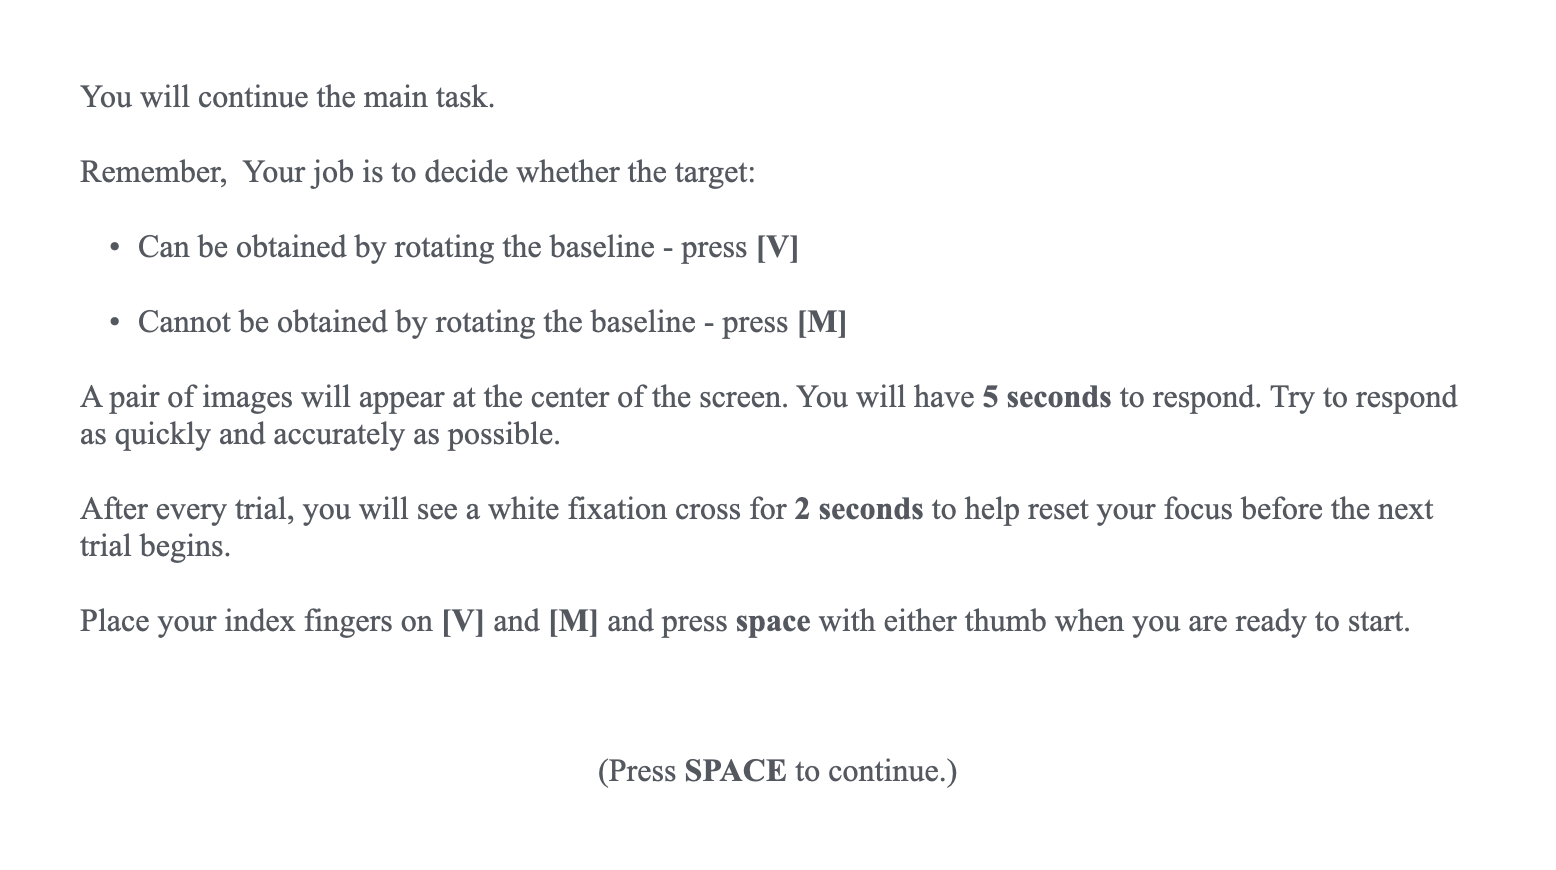 You will continue the main task.
Remember,  Your job is to decide whether the target:
• Can be obtained by rotating the baseline - press [V]
• Cannot be obtained by rotating the baseline - press [M]
A pair of images will appear at the center of the screen. You will have 5 seconds to respond. Try to respond
as quickly and accurately as possible.
After every trial, you will see a white fixation cross for 2 seconds to help reset your focus before the next
trial begins.
Place your index fingers on [V] and [M] and press space with either thumb when you are ready to start.
(Press SPACE to continue.)